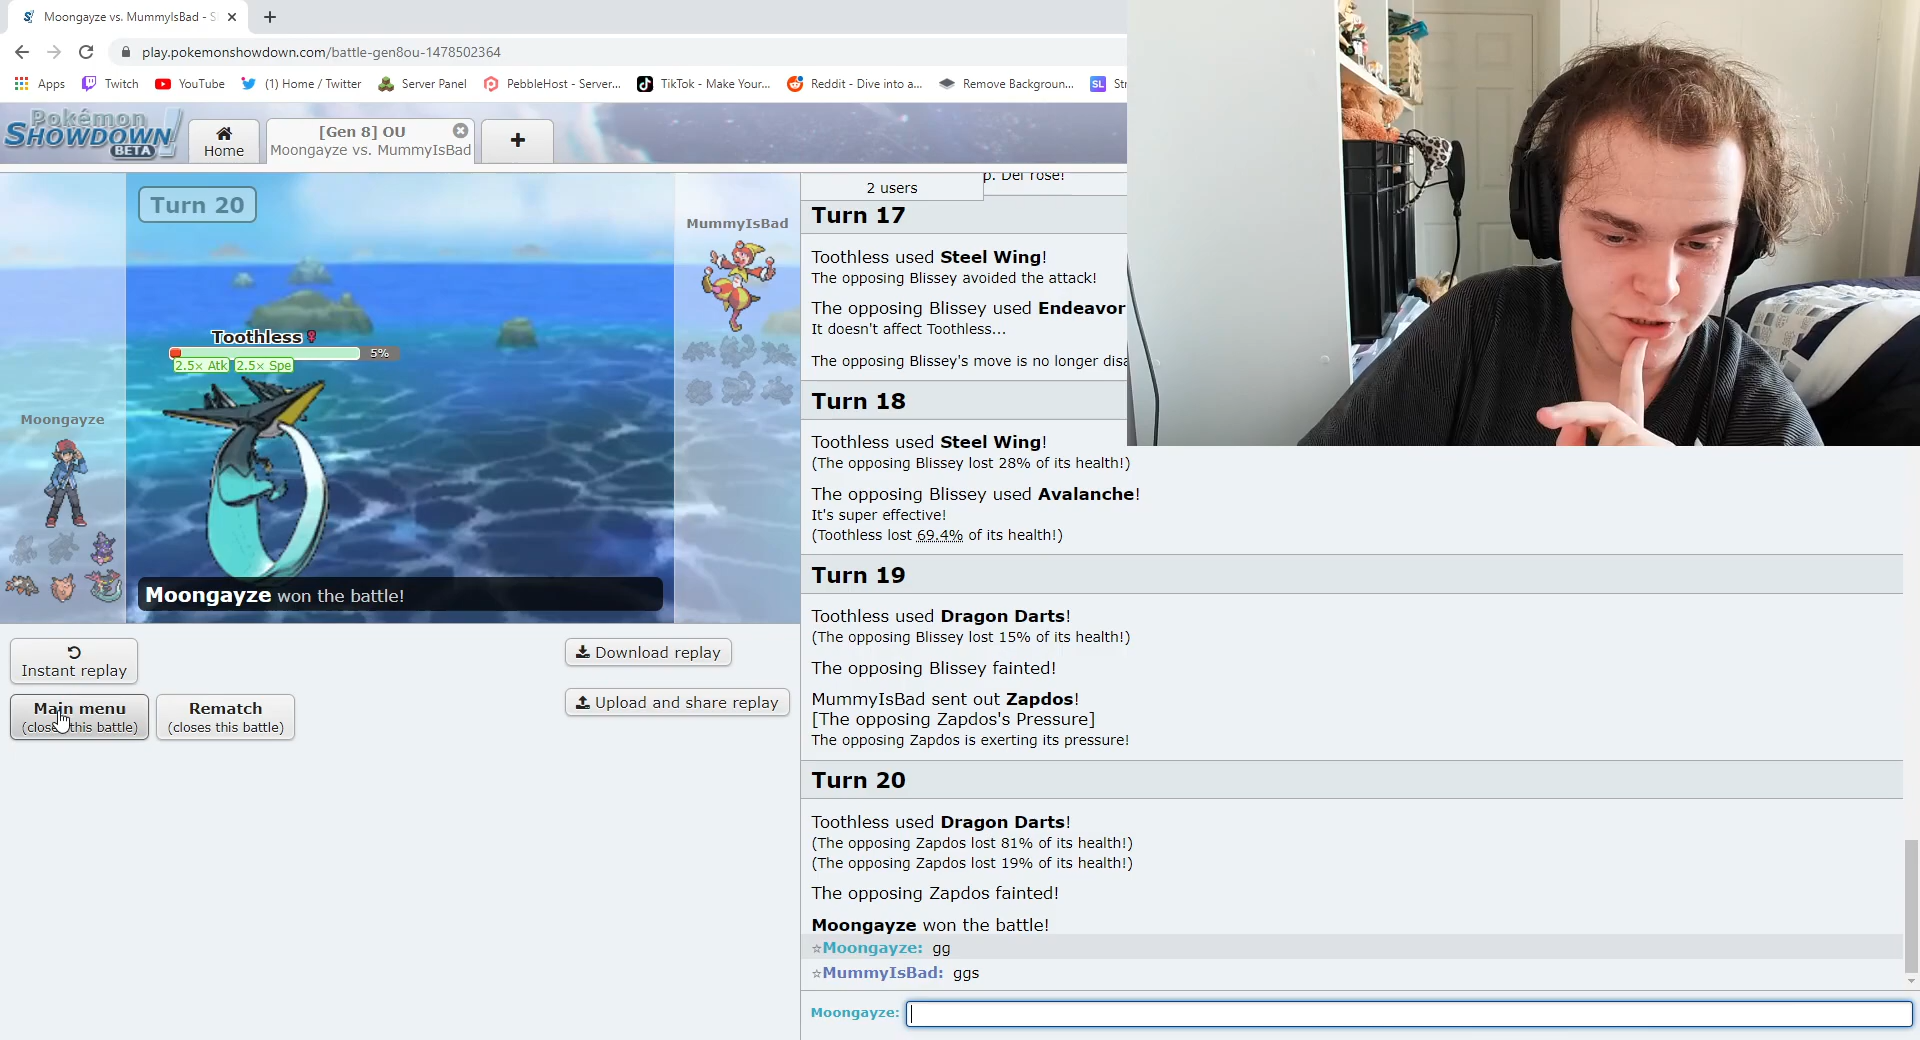 Moongayze vs. MummyIsBad - S
play.pokemonshowdown.com/battle-gen8ou-1478502364
Apps
Twitch
YouTube
(1) Home / Twitter
Server Panel
PebbleHost - Server...
TikTok - Make Your...
Reddit - Dive into a...
Remove Backgroun...
SL
Str
Pokémon
SHOWDOWN!
BETA
Home
[Gen 8] OU
Moongayze vs. MummyIsBad
+
Turn 20
MummyIsBad
Toothless
5%
2.5× Atk 2.5× Spe
Moongayze
Moongayze won the battle!
Instant replay
Download replay
Main menu
(closes this battle)
Rematch
(closes this battle)
Upload and share replay
2 users
p. Del rose!
Turn 17
Toothless used Steel Wing!
The opposing Blissey avoided the attack!
The opposing Blissey used Endeavor
It doesn't affect Toothless...
The opposing Blissey's move is no longer disa
Turn 18
Toothless used Steel Wing!
(The opposing Blissey lost 28% of its health!)
The opposing Blissey used Avalanche!
It's super effective!
(Toothless lost 69.4% of its health!)
Turn 19
Toothless used Dragon Darts!
(The opposing Blissey lost 15% of its health!)
The opposing Blissey fainted!
MummyIsBad sent out Zapdos!
[The opposing Zapdos's Pressure]
The opposing Zapdos is exerting its pressure!
Turn 20
Toothless used Dragon Darts!
(The opposing Zapdos lost 81% of its health!)
(The opposing Zapdos lost 19% of its health!)
The opposing Zapdos fainted!
Moongayze won the battle!
☆Moongayze: gg
☆MummyIsBad: ggs
Moongayze: